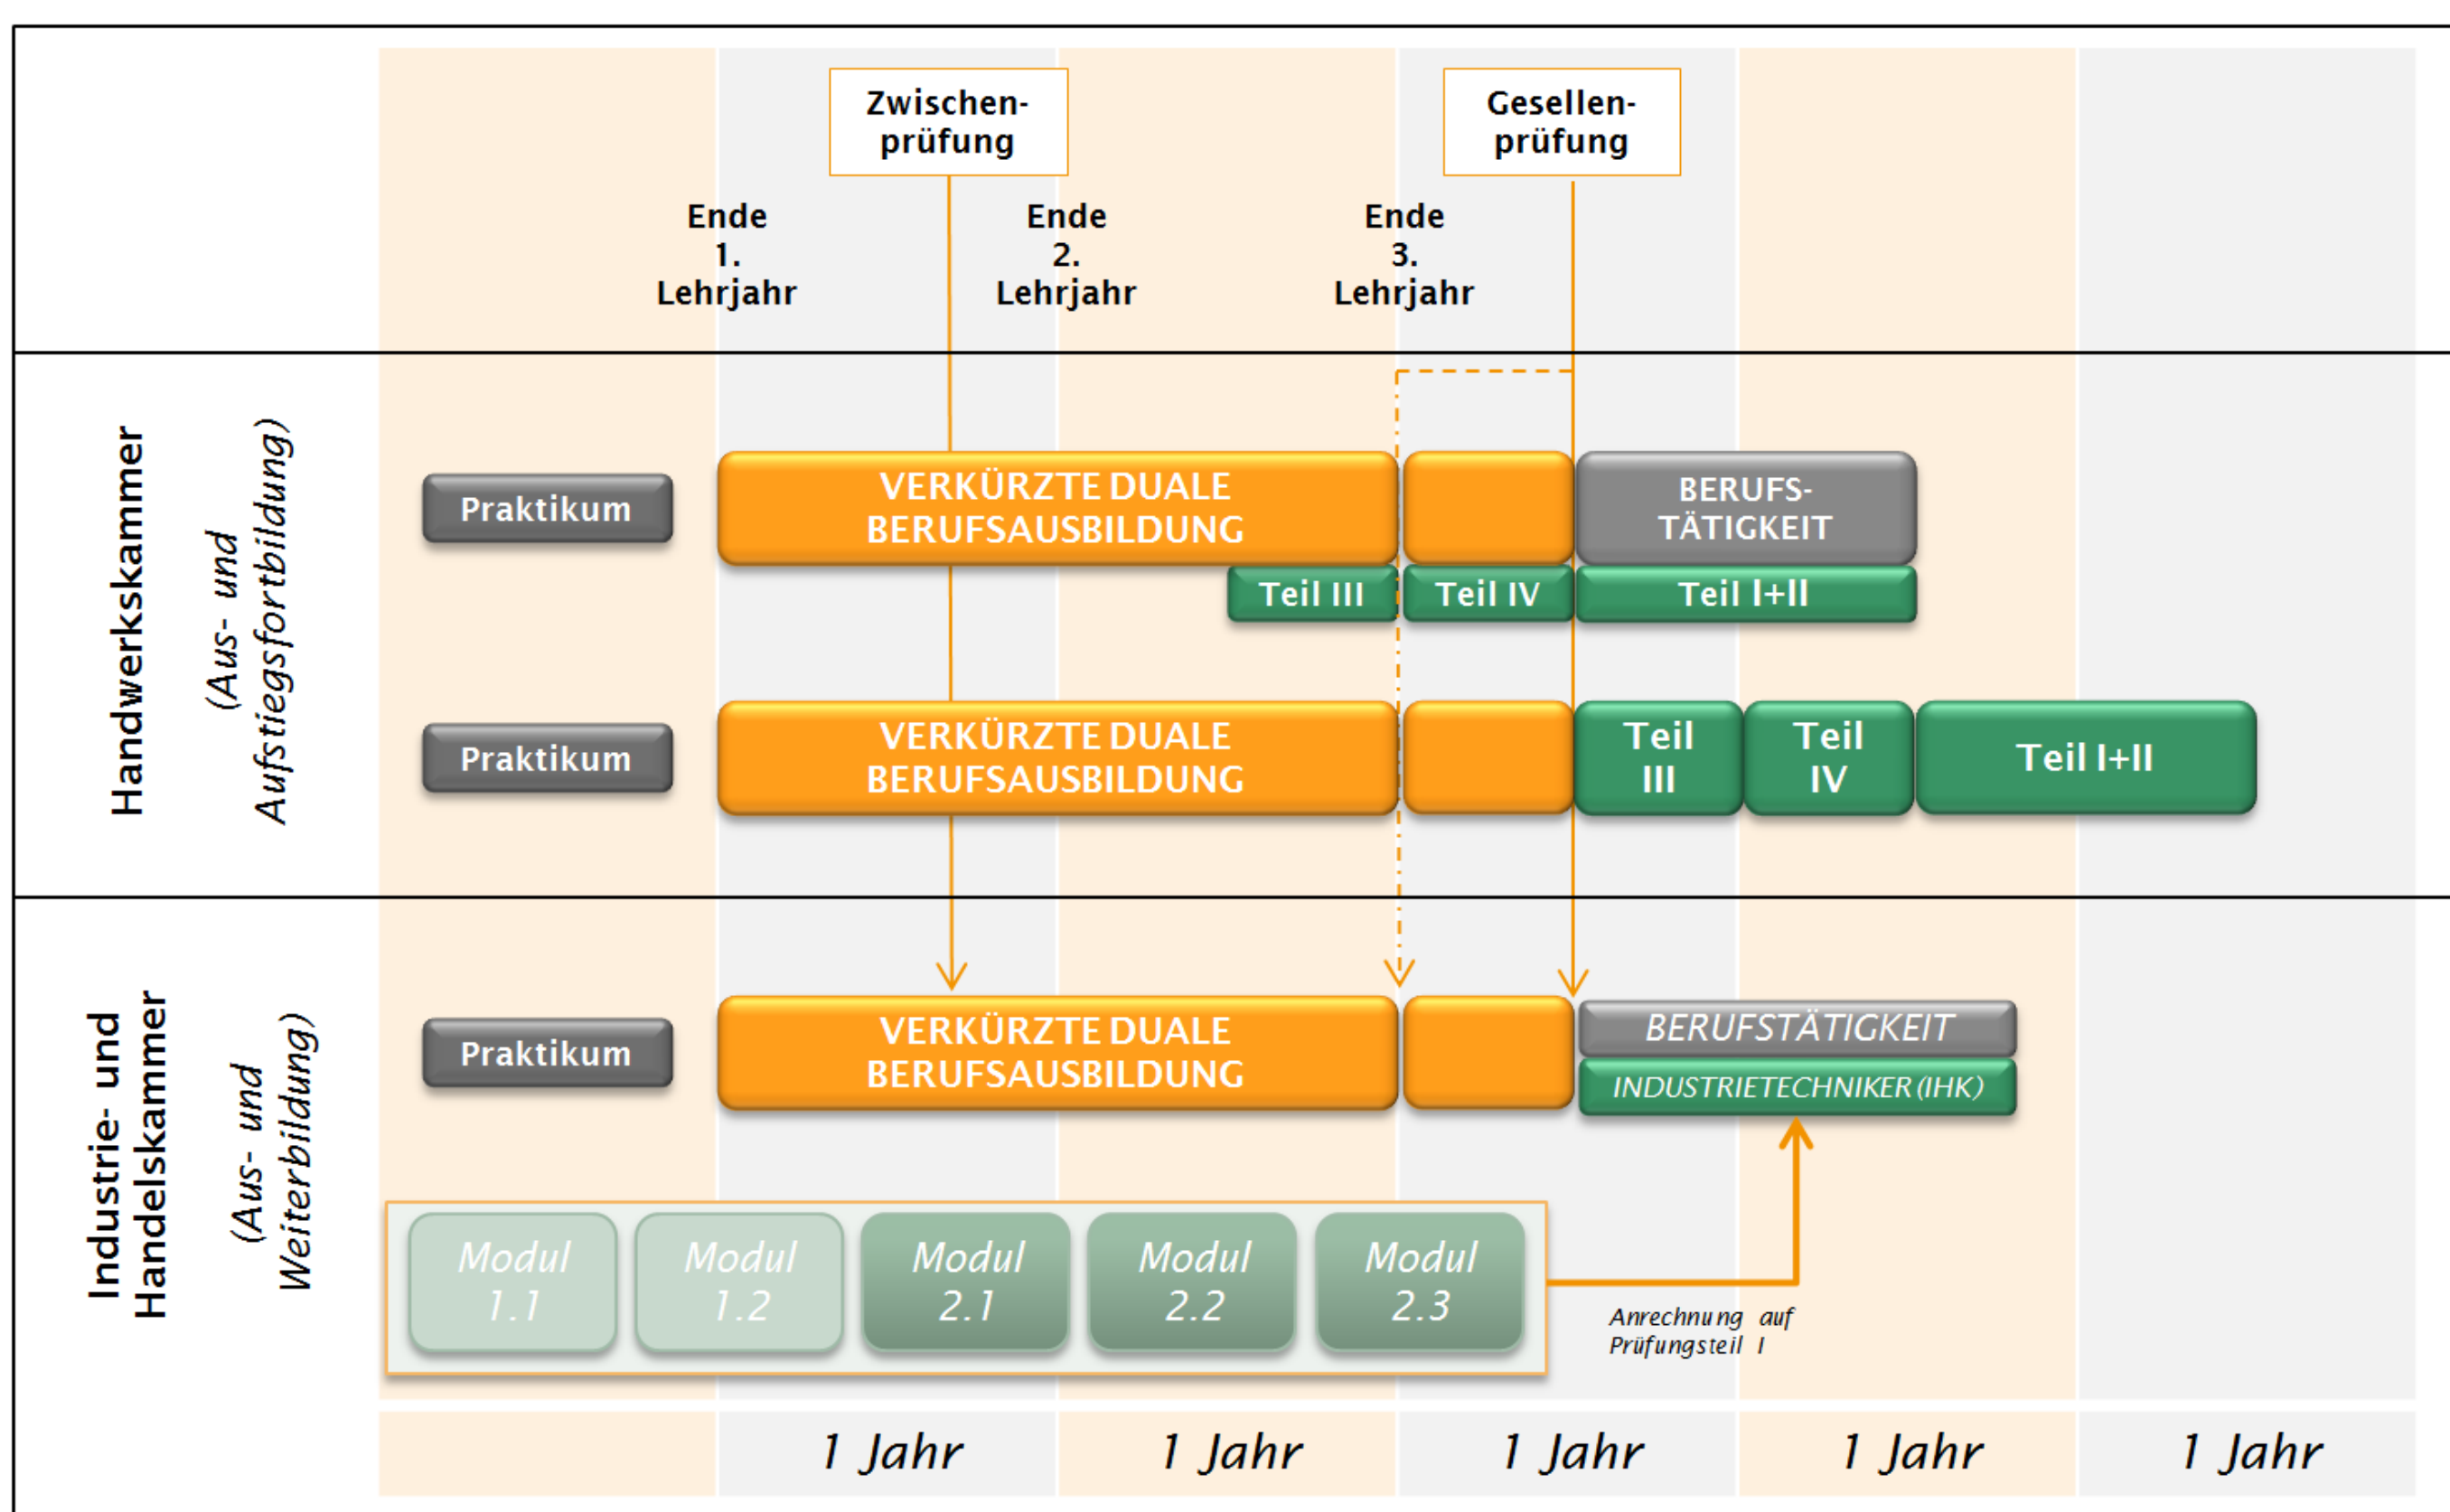 Zwischen-
prüfung
Gesellen-
prüfung
Ende
1.
Lehrjahr
Ende
2.
Lehrjahr
Ende
3.
Lehrjahr
Handwerkskammer
(Aus- und
Aufstiegsfortbildung)
Praktikum
VERKÜRZTE DUALE
BERUFSAUSBILDUNG
BERUFS-
TÄTIGKEIT
Teil III
Teil IV
Teil I+II
Praktikum
VERKÜRZTE DUALE
BERUFSAUSBILDUNG
Teil
III
Teil
IV
Teil I+II
Industrie- und
Handelskammer
(Aus- und
Weiterbildung)
Praktikum
VERKÜRZTE DUALE
BERUFSAUSBILDUNG
BERUFSTÄTIGKEIT
INDUSTRIETECHNIKER (IHK)
Modul
1.1
Modul
1.2
Modul
2.1
Modul
2.2
Modul
2.3
Anrechnung auf
Prüfungsteil I
1 Jahr
1 Jahr
1 Jahr
1 Jahr
1 Jahr